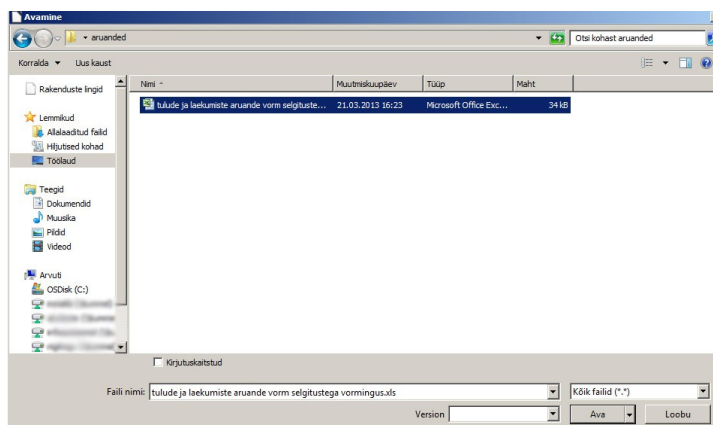 Avamine
aruanded
Otsi kohast aruanded
Korralda Uus kaust
Rakenduste lingid
Lemmikud
Allalaaditud failid
Hiljutised kohad
Töölaud
Teegid
Dokumendid
Muusika
Pildid
Videod
Arvuti
OSDisk (C:)
Nimi Muutmiskuupäev Tüüp Maht
tulude ja laekumiste aruande vorm selgituste... 21.03.2013 16:23 Microsoft Office Exc... 34 kB
Kirjutuskaitstud
Faili nimi: tulude ja laekumiste aruande vorm selgitustega vormingus.xls Kõik failid (*.*)
Version Ava Loobu